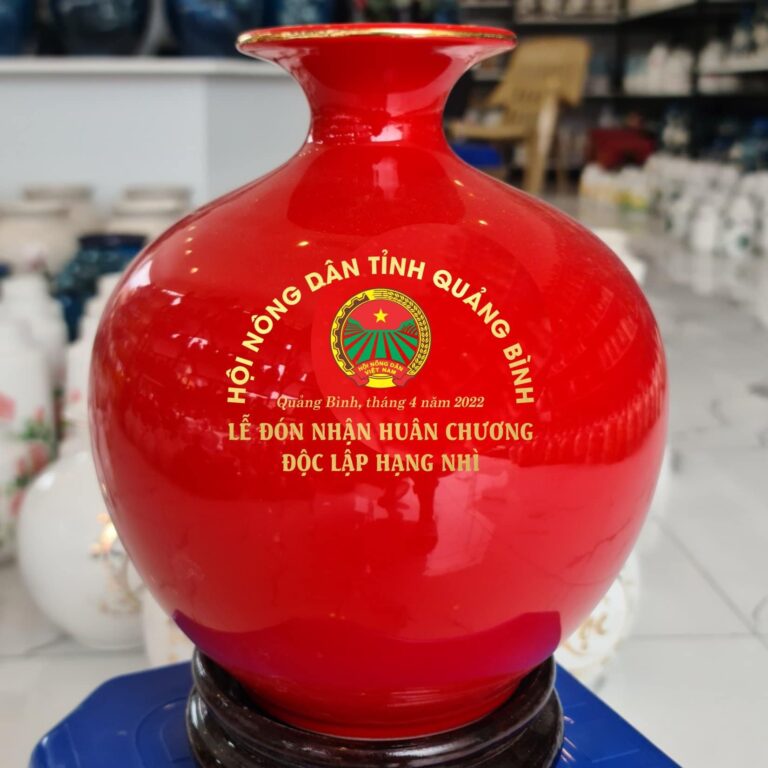 HỘI NÔNG DÂN TỈNH QUẢNG BÌNH
HỘI NÔNG DÂN
VIỆT NAM
Quảng Bình, tháng 4 năm 2022
LỄ ĐÓN NHẬN HUÂN CHƯƠNG
ĐỘC LẬP HẠNG NHÌ